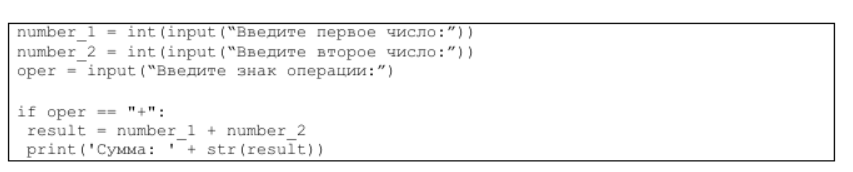 number_1 = int(input(“Введите первое число:”))
number_2 = int(input(“Введите второе число:”))
oper = input(“Введите знак операции:”)
if oper == "+":
result = number_1 + number_2
print('Сумма: ' + str(result))